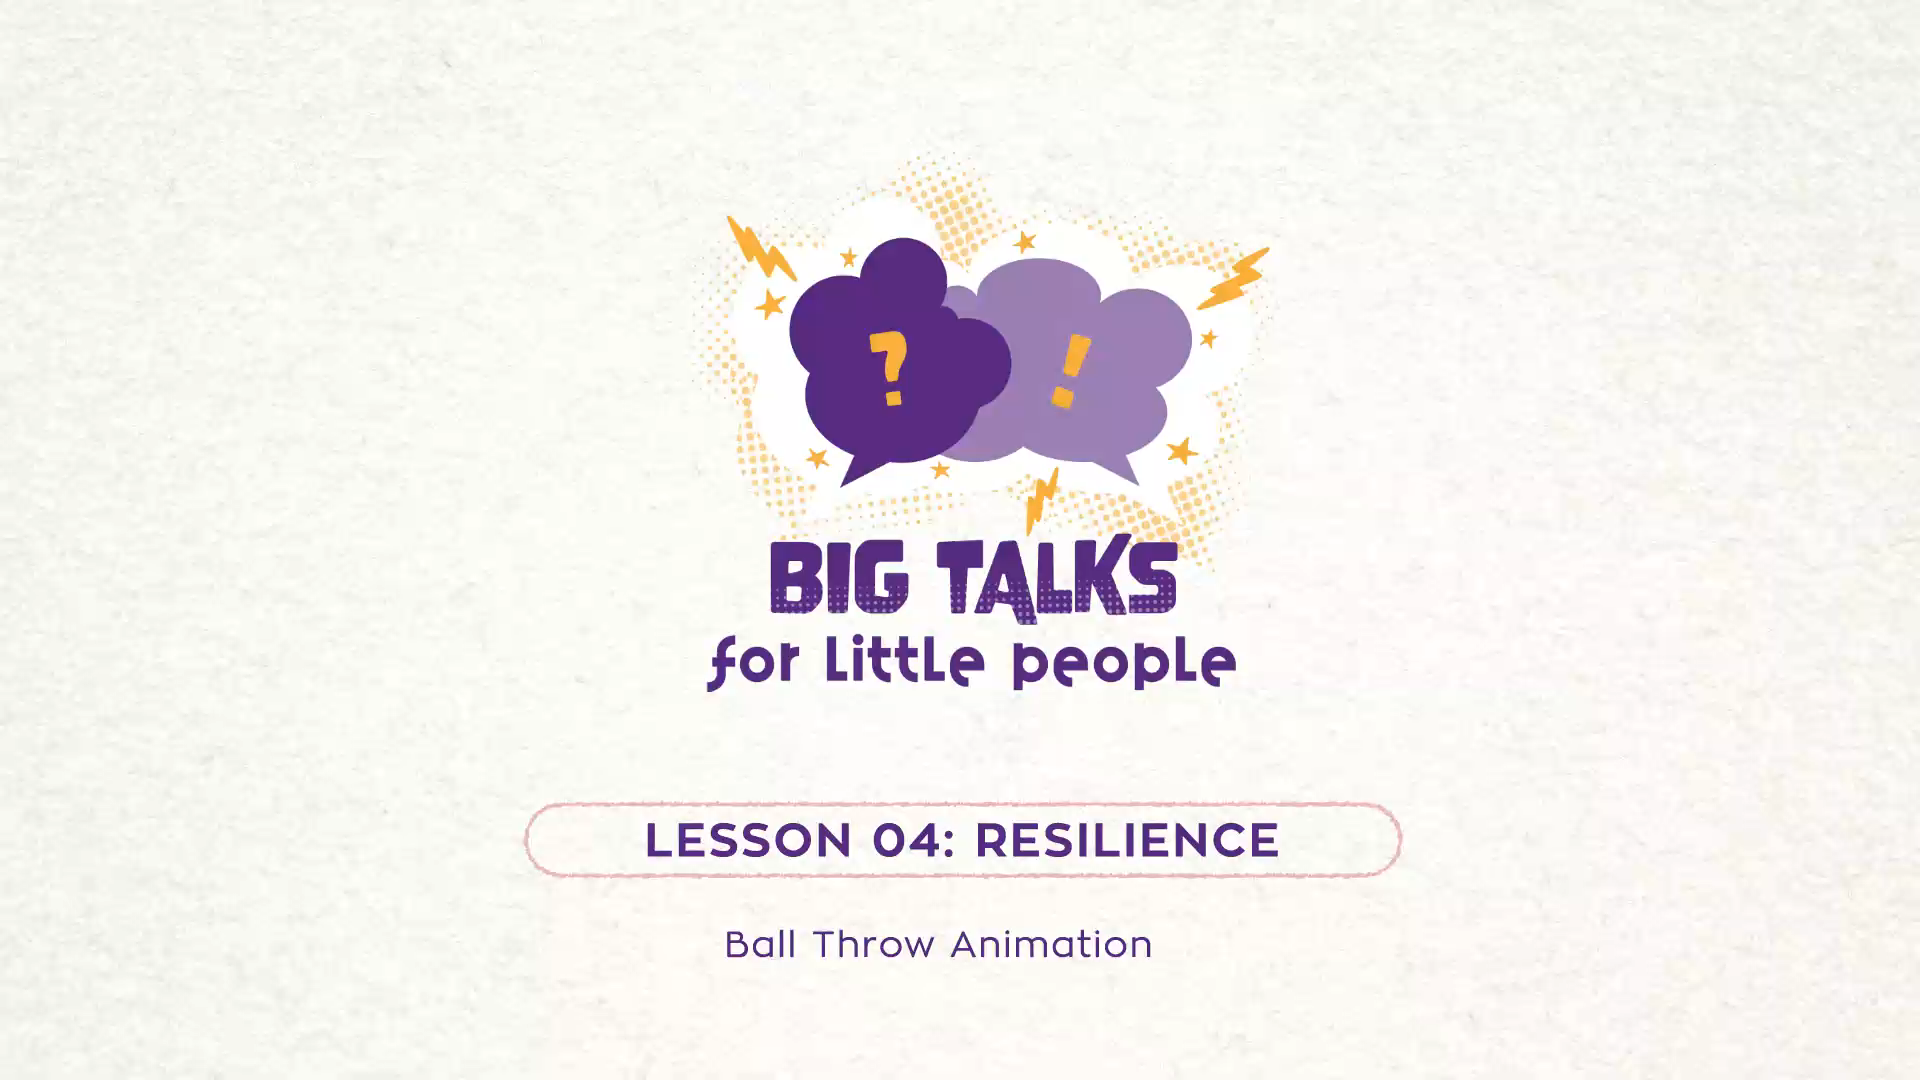 ? !
BIG TALKS
for little people
LESSON 04: RESILIENCE
Ball Throw Animation